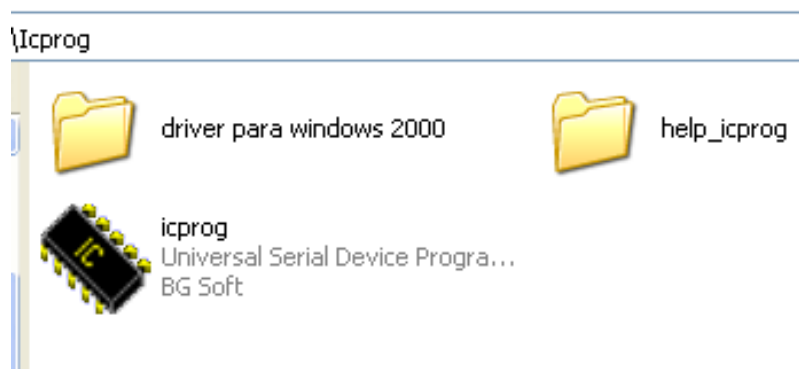 \Icprog
driver para windows 2000
help_icprog
icprog
Universal Serial Device Progra...
BG Soft
IC